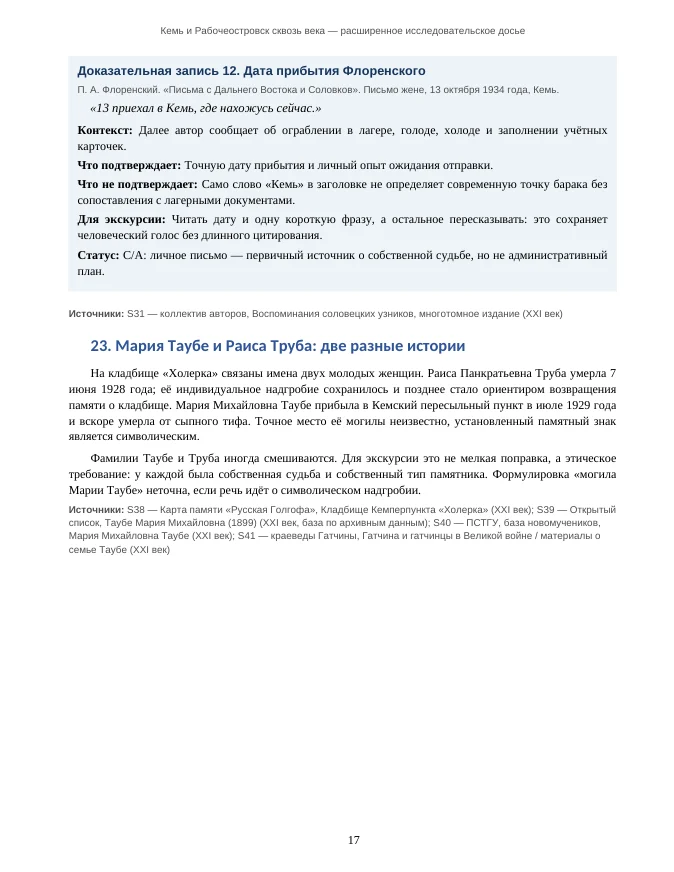 Кемь и Рабочеостровск сквозь века — расширенное исследовательское досье
Доказательная запись 12. Дата прибытия Флоренского
П. А. Флоренский. «Письма с Дальнего Востока и Соловков». Письмо жене, 13 октября 1934 года, Кемь.
«13 приехал в Кемь, где нахожусь сейчас.»
Контекст: Далее автор сообщает об ограблении в лагере, голоде, холоде и заполнении учётных
карточек.
Что подтверждает: Точную дату прибытия и личный опыт ожидания отправки.
Что не подтверждает: Само слово «Кемь» в заголовке не определяет современную точку барака без
сопоставления с лагерными документами.
Для экскурсии: Читать дату и одну короткую фразу, а остальное пересказывать: это сохраняет
человеческий голос без длинного цитирования.
Статус: С/А: личное письмо — первичный источник о собственной судьбе, но не административный
план.
Источники: S31 — коллектив авторов, Воспоминания соловецких узников, многотомное издание (XXI век)
23. Мария Таубе и Раиса Труба: две разные истории
На кладбище «Холерка» связаны имена двух молодых женщин. Раиса Панкратьевна Труба умерла 7
июня 1928 года; её индивидуальное надгробие сохранилось и позднее стало ориентиром возвращения
памяти о кладбище. Мария Михайловна Таубе прибыла в Кемский пересыльный пункт в июле 1929 года
и вскоре умерла от сыпного тифа. Точное место её могилы неизвестно, установленный памятный знак
является символическим.
Фамилии Таубе и Труба иногда смешиваются. Для экскурсии это не мелкая поправка, а этическое
требование: у каждой была собственная судьба и собственный тип памятника. Формулировка «могила
Марии Таубе» неточна, если речь идёт о символическом надгробии.
Источники: S38 — Карта памяти «Русская Голгофа», Кладбище Кемперпункта «Холерка» (XXI век); S39 — Открытый
список, Таубе Мария Михайловна (1899) (XXI век, база по архивным данным); S40 — ПСТГУ, база новомучеников,
Мария Михайловна Таубе (XXI век); S41 — краеведы Гатчины, Гатчина и гатчинцы в Великой войне / материалы о
семье Таубе (XXI век)
17